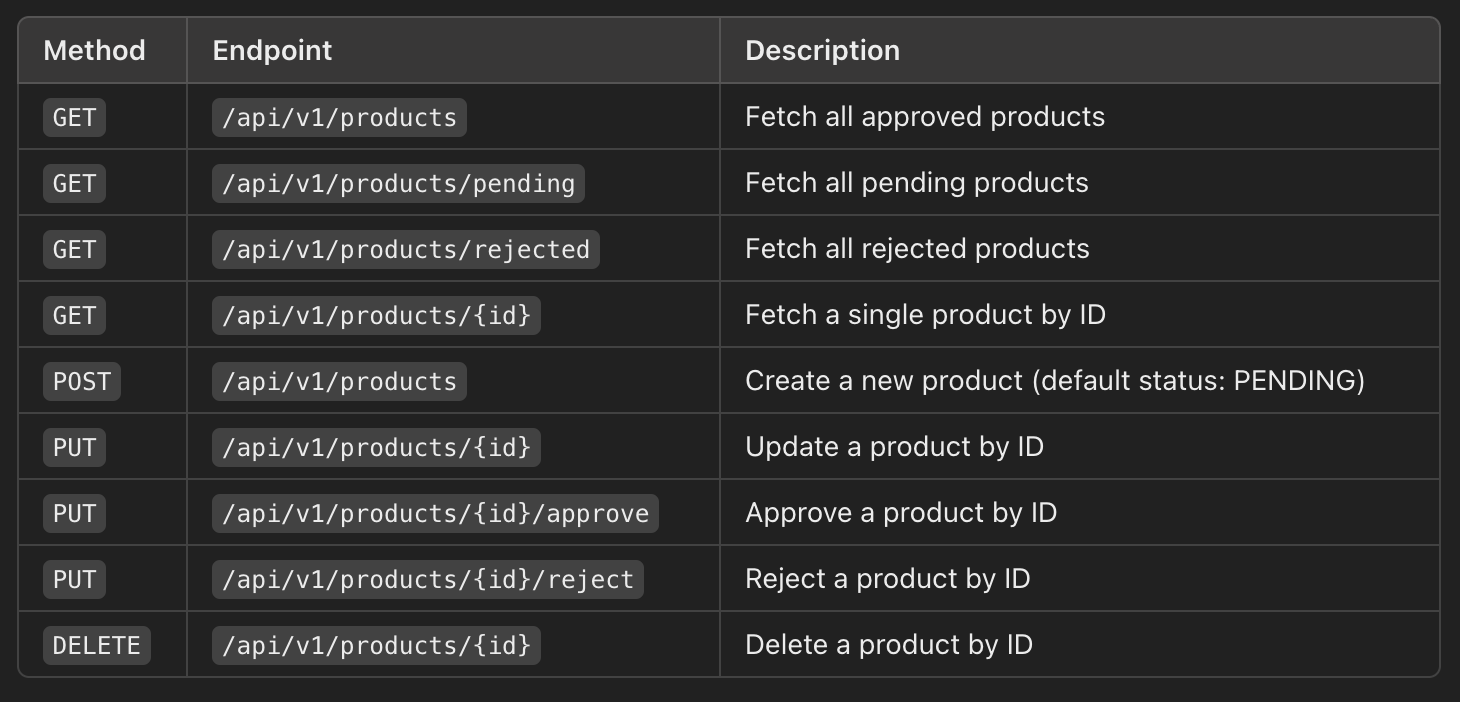 Method Endpoint Description
GET /api/v1/products Fetch all approved products
GET /api/v1/products/pending Fetch all pending products
GET /api/v1/products/rejected Fetch all rejected products
GET /api/v1/products/{id} Fetch a single product by ID
POST /api/v1/products Create a new product (default status: PENDING)
PUT /api/v1/products/{id} Update a product by ID
PUT /api/v1/products/{id}/approve Approve a product by ID
PUT /api/v1/products/{id}/reject Reject a product by ID
DELETE /api/v1/products/{id} Delete a product by ID